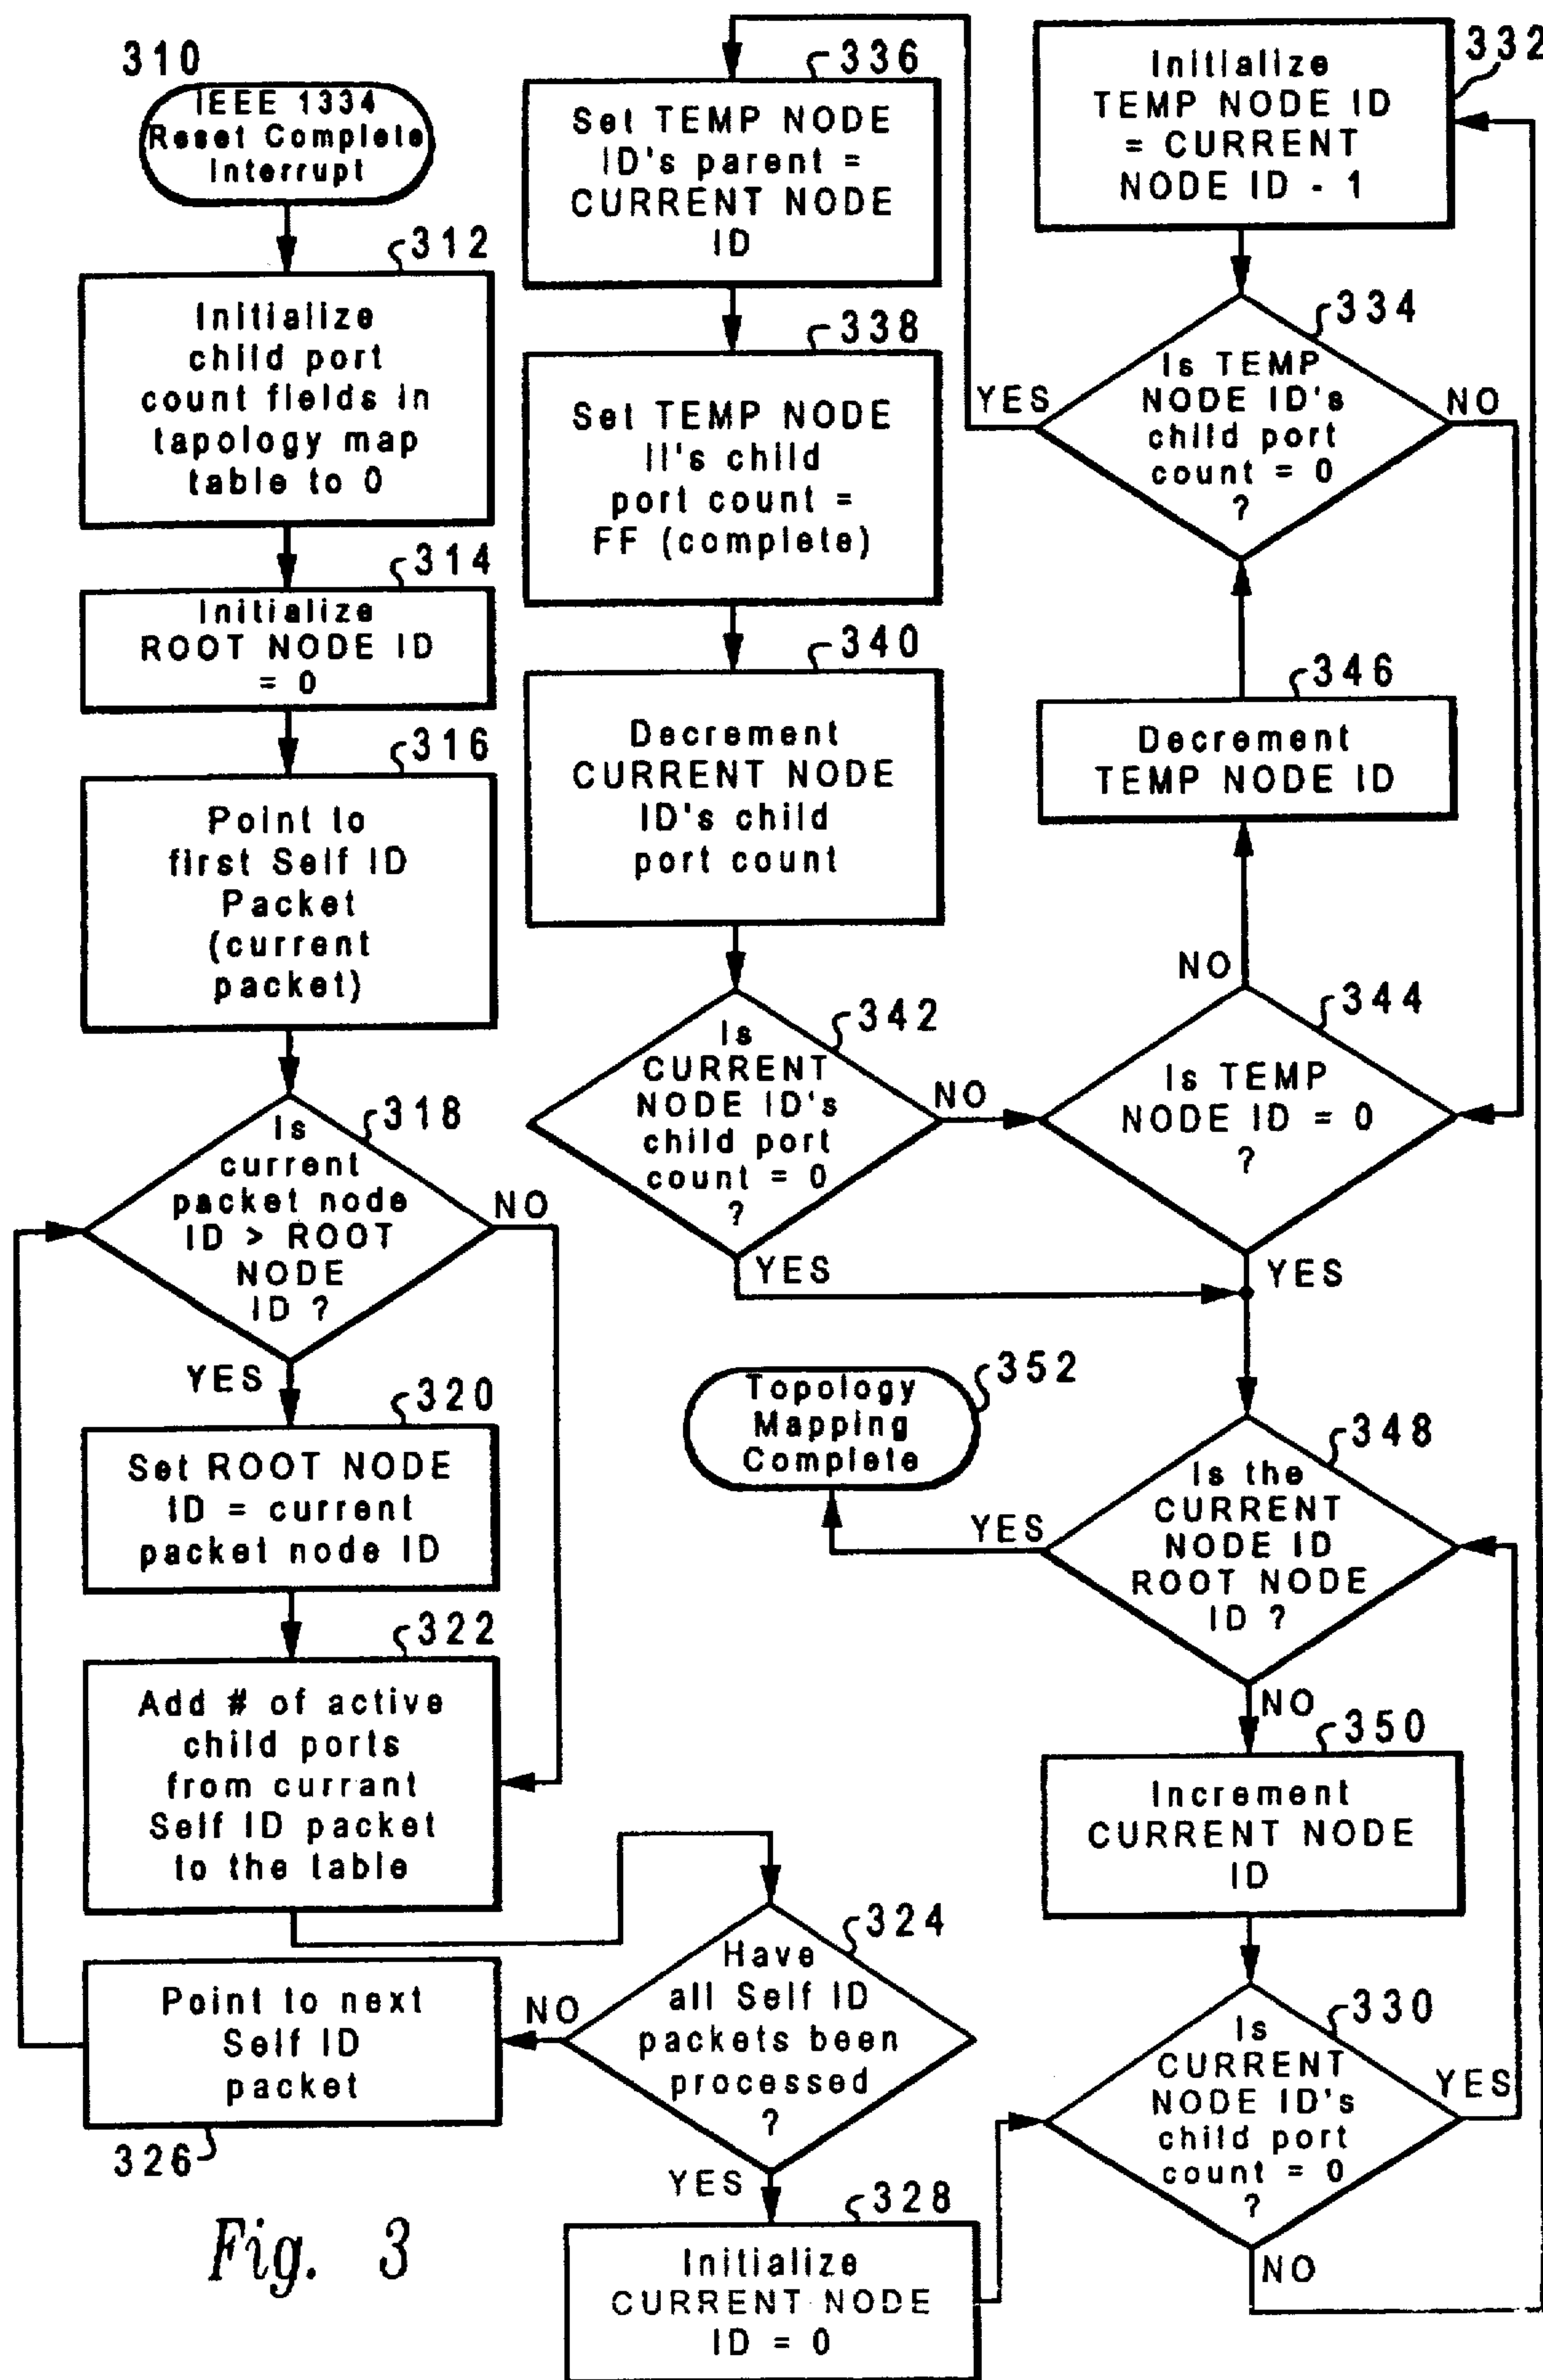 310
IEEE 1334
Reset Complete
Interrupt
312
Initialize
child port
count fields in
tapology map
table to 0
314
Initialize
ROOT NODE ID
= 0
316
Point to
first Self ID
Packet
(current
packet)
318
Is
current
packet node
ID > ROOT
NODE
ID ?
NO
YES
320
Set ROOT NODE
ID = current
packet node ID
322
Add # of active
child ports
from currant
Self ID packet
to the table
324
Have
all Self ID
packets been
processed
?
NO
YES
Point to next
Self ID
packet
326
328
Initialize
CURRENT NODE
ID = 0
330
Is
CURRENT
NODE ID's
child port
count = 0
?
YES
NO
332
Initialize
TEMP NODE ID
= CURRENT
NODE ID - 1
334
Is TEMP
NODE ID's
child port
count = 0
?
YES
NO
336
Set TEMP NODE
ID's parent =
CURRENT NODE
ID
338
Set TEMP NODE
II's child
port count =
FF (complete)
340
Decrement
CURRENT NODE
ID's child
port count
342
Is
CURRENT
NODE ID's
child port
count = 0
?
NO
YES
344
Is TEMP
NODE ID = 0
?
NO
YES
346
Decrement
TEMP NODE ID
348
Is the
CURRENT
NODE ID
ROOT NODE
ID ?
YES
NO
350
Increment
CURRENT NODE
ID
352
Topology
Mapping
Complete
Fig. 3